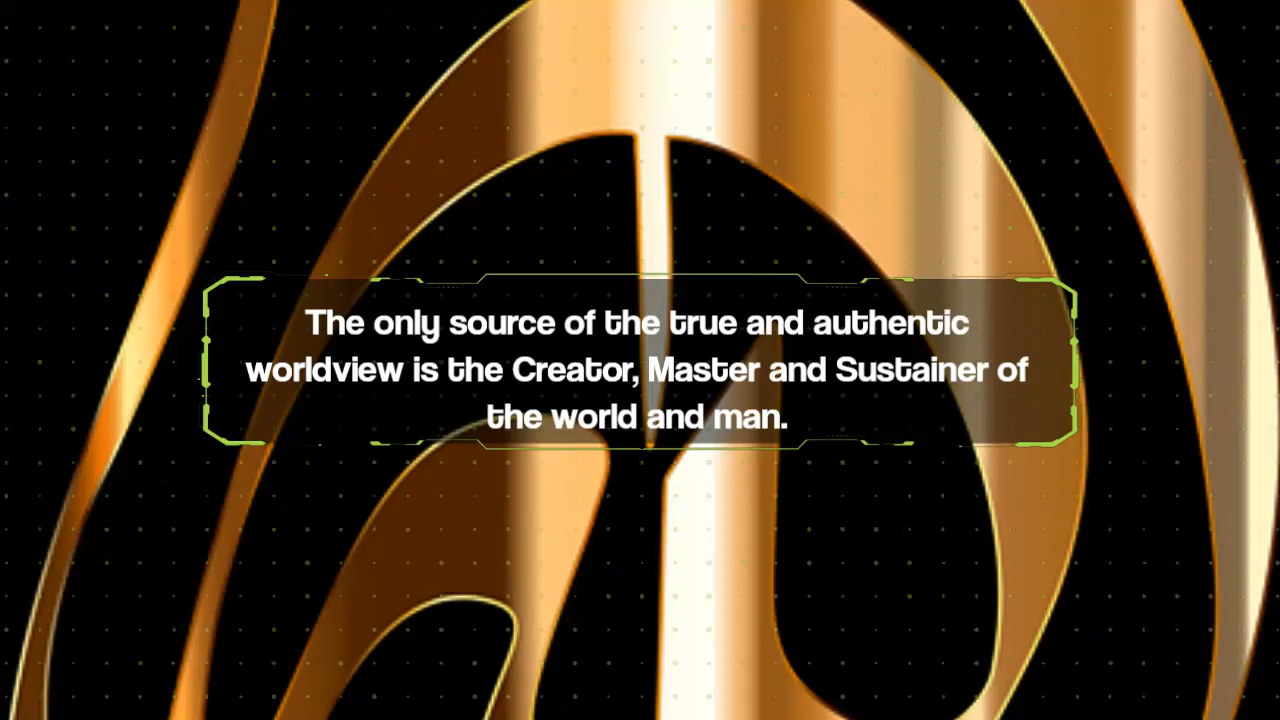 The only source of the true and authentic
worldview is the Creator, Master and Sustainer of
the world and man.